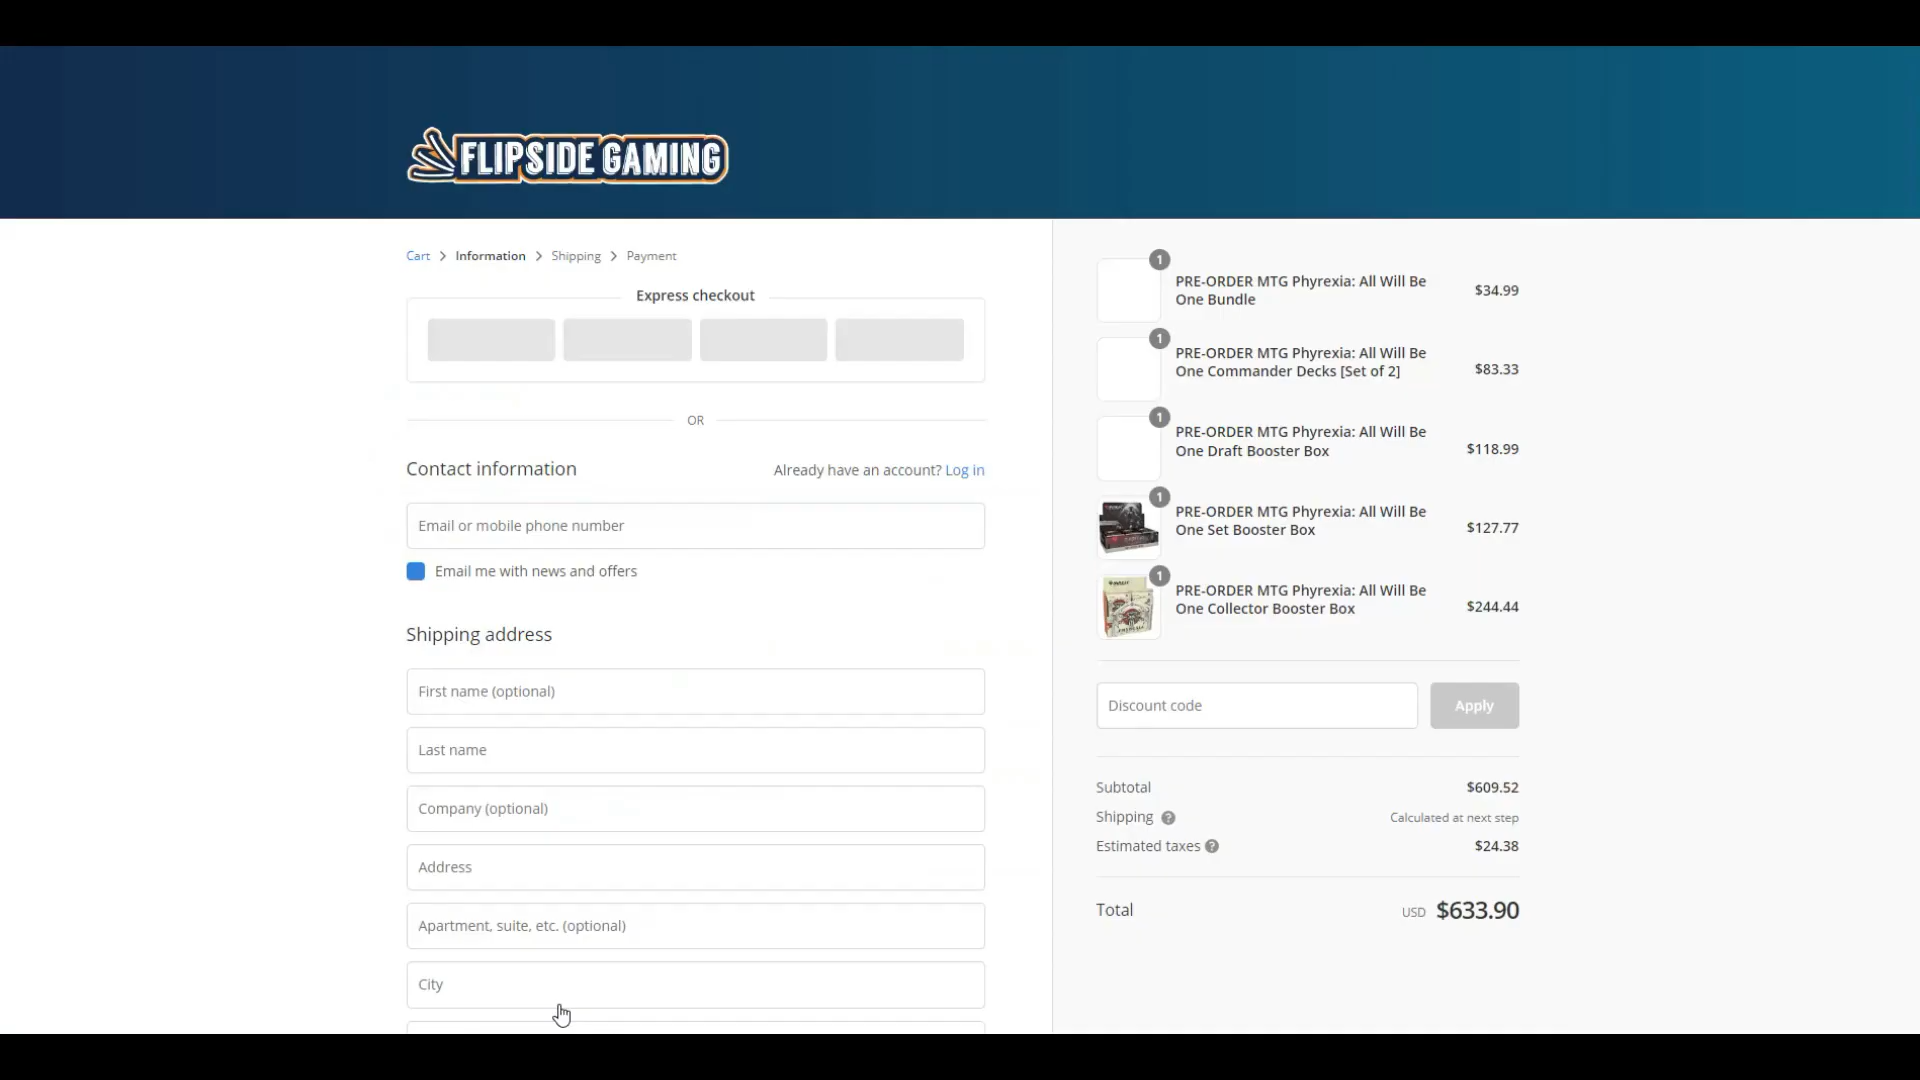 FLIPSIDE GAMING
Cart > Information > Shipping > Payment
Express checkout
OR
Contact information
Already have an account? Log in
Email or mobile phone number
Email me with news and offers
Shipping address
First name (optional)
Last name
Company (optional)
Address
Apartment, suite, etc. (optional)
City
1
PRE-ORDER MTG Phyrexia: All Will Be
One Bundle
$34.99
1
PRE-ORDER MTG Phyrexia: All Will Be
One Commander Decks [Set of 2]
$83.33
1
PRE-ORDER MTG Phyrexia: All Will Be
One Draft Booster Box
$118.99
1
PRE-ORDER MTG Phyrexia: All Will Be
One Set Booster Box
$127.77
1
PRE-ORDER MTG Phyrexia: All Will Be
One Collector Booster Box
$244.44
Discount code
Apply
Subtotal
$609.52
Shipping ?
Calculated at next step
Estimated taxes ?
$24.38
Total
USD $633.90